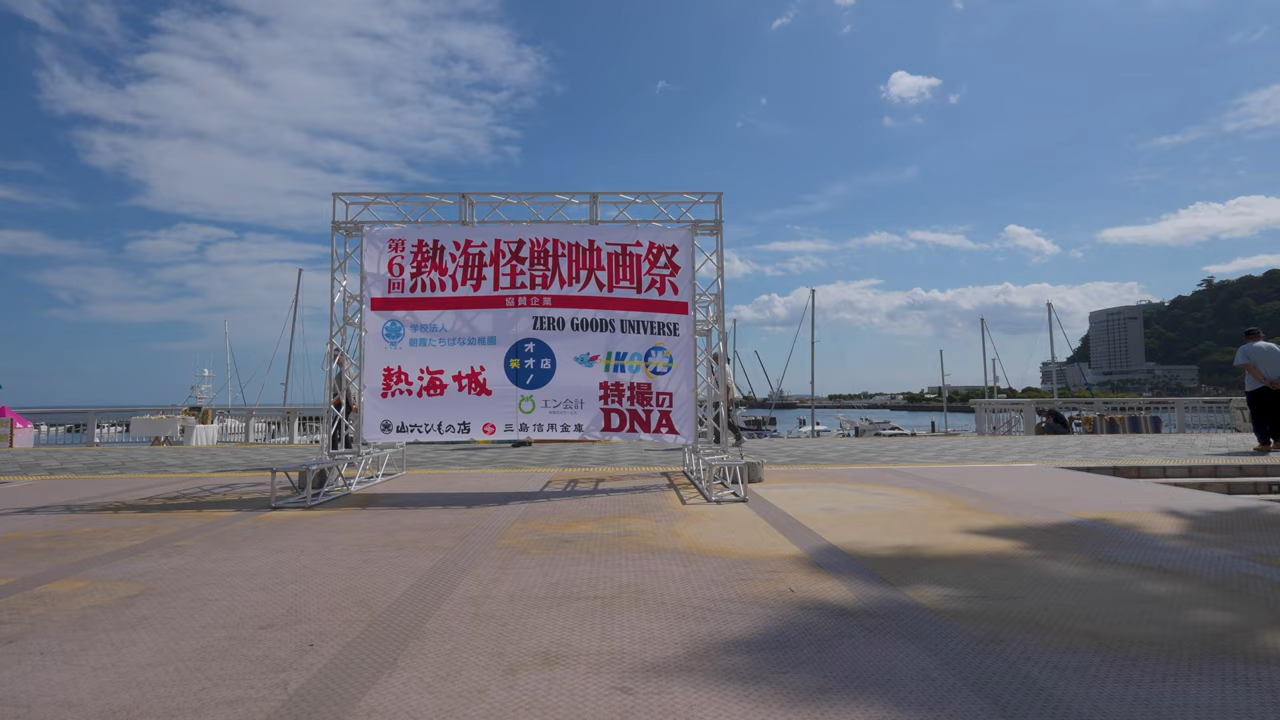 第6回
熱海怪獣映画祭
協賛企業
学校法人
朝霧たちばな幼稚園
ZERO GOODS UNIVERSE
オ
笑オ店
ノ
IKO
熱海城
エン会計
特撮の
DNA
山六ひもの店
三島信用金庫